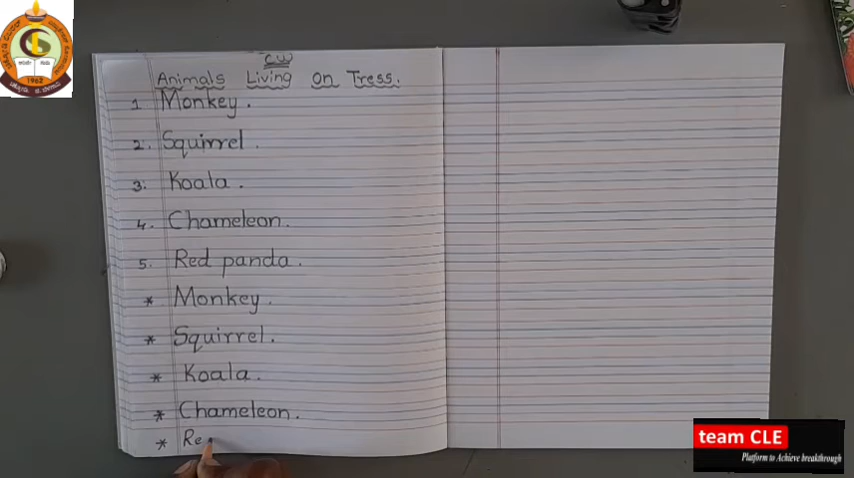 CW
Animals Living on Tress.
1. Monkey.
2. Squirrel.
3. Koala.
4. Chameleon.
5. Red panda.
* Monkey.
* Squirrel.
* Koala.
* Chameleon.
* Re
1962
team CLE
Platform to Achieve breakthrough